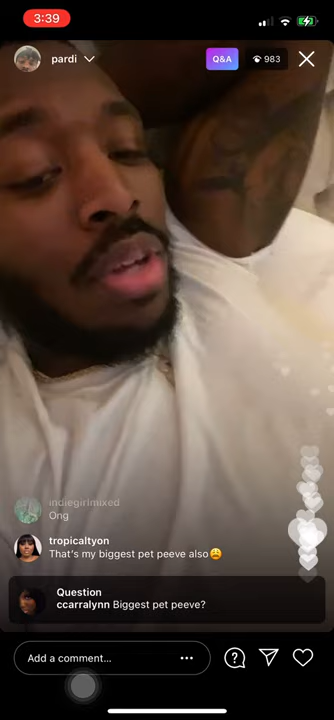 3:39
pardi
Q&A
983
indiegirlmixed
Ong
tropicaltyon
That's my biggest pet peeve also😩
Question
ccarralynn Biggest pet peeve?
Add a comment...